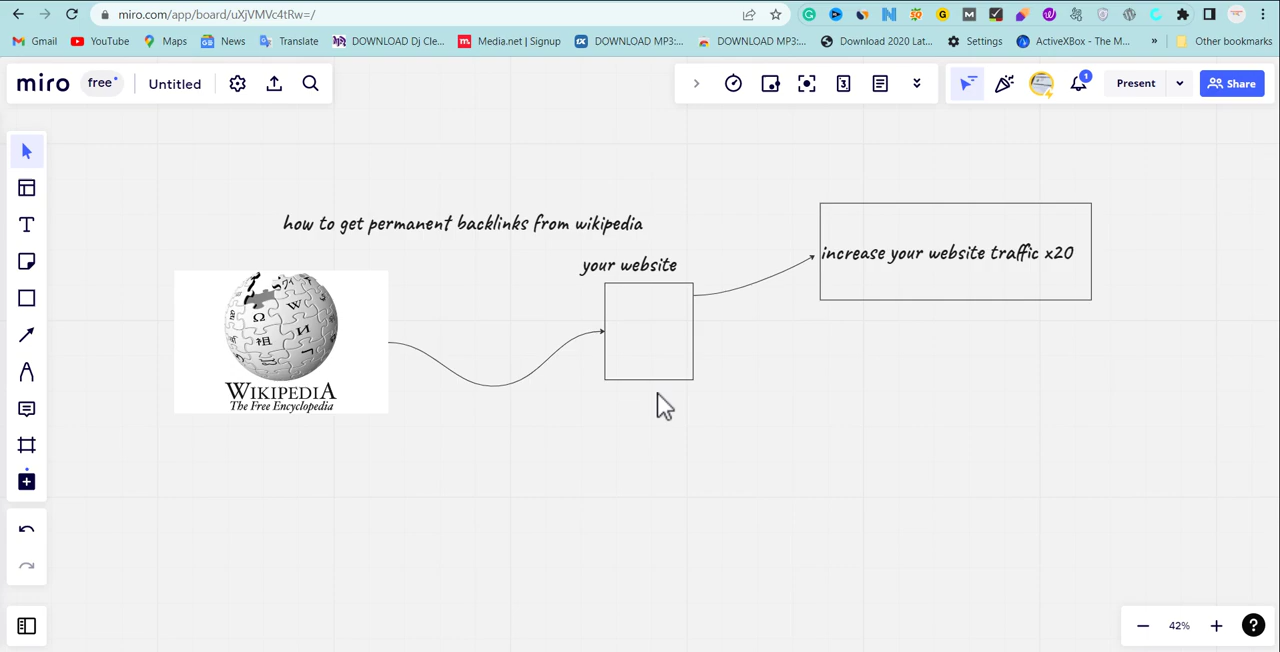 miro.com/app/board/uXjVMVc4tRw=/
Gmail
YouTube
Maps
News
Translate
DOWNLOAD Dj Cle...
Media.net | Signup
DOWNLOAD MP3:...
DOWNLOAD MP3:...
Download 2020 Lat...
Settings
ActiveXBox - The M...
»
Other bookmarks
miro
free
Untitled
3
1
Present
Share
how to get permanent backlinks from wikipedia
your website
increase your website traffic x20
WIKIPEDIA
The Free Encyclopedia
42%